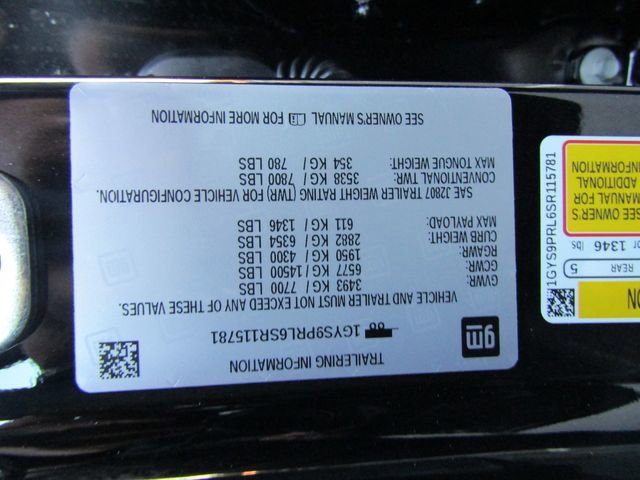 TRAILERING INFORMATION
gm
88 1GYS9PRL6SR115781
VEHICLE AND TRAILER MUST NOT EXCEED ANY OF THESE VALUES.
GVWR: 3493 KG / 7700 LBS
GCWR: 6577 KG / 14500 LBS
RGAWR: 1950 KG / 4300 LBS
CURB WEIGHT: 2882 KG / 6354 LBS
MAX PAYLOAD: 611 KG / 1346 LBS
SAE J2807 TRAILER WEIGHT RATING (TWR) FOR VEHICLE CONFIGURATION.
CONVENTIONAL TWR: 3538 KG / 7800 LBS
MAX TONGUE WEIGHT: 354 KG / 780 LBS
SEE OWNER'S MANUAL FOR MORE INFORMATION
ON
REAR 5
or 1346 lbs
SEE OWNER'S
MANUAL FOR
ADDITIONAL
INFORMATION
1GYS9PRL6SR115781